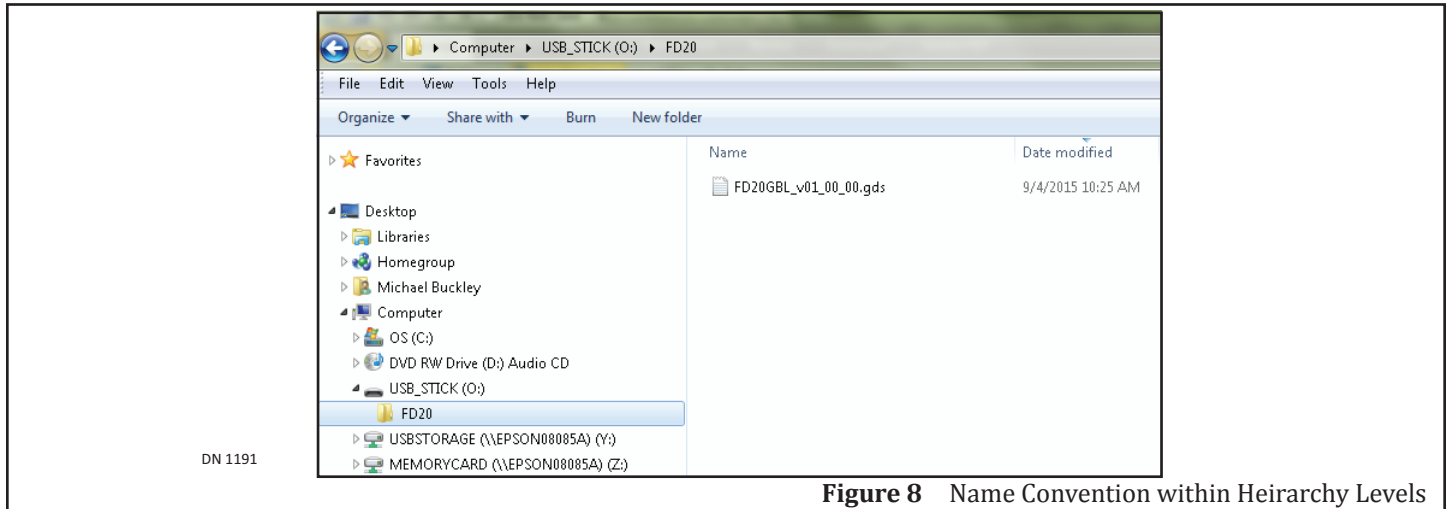 Computer ▸ USB_STICK (O:) ▸ FD20
File Edit View Tools Help
Organize ▾ Share with ▾ Burn New folder
Favorites
Desktop
Libraries
Homegroup
Michael Buckley
Computer
OS (C:)
DVD RW Drive (D:) Audio CD
USB_STICK (O:)
FD20
USBSTORAGE (\\EPSON08085A) (Y:)
MEMORYCARD (\\EPSON08085A) (Z:)
Name Date modified
FD20GBL_v01_00_00.gds 9/4/2015 10:25 AM
DN 1191
Figure 8 Name Convention within Heirarchy Levels